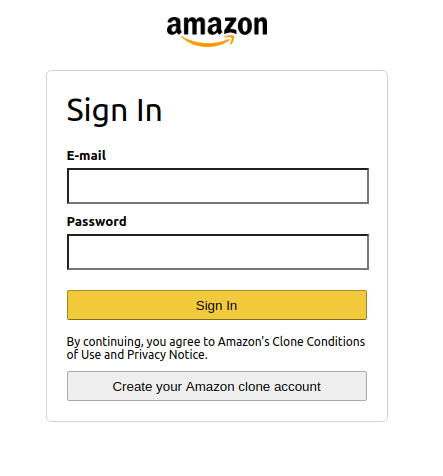 amazon
Sign In
E-mail
Password
Sign In
By continuing, you agree to Amazon's Clone Conditions
of Use and Privacy Notice.
Create your Amazon clone account